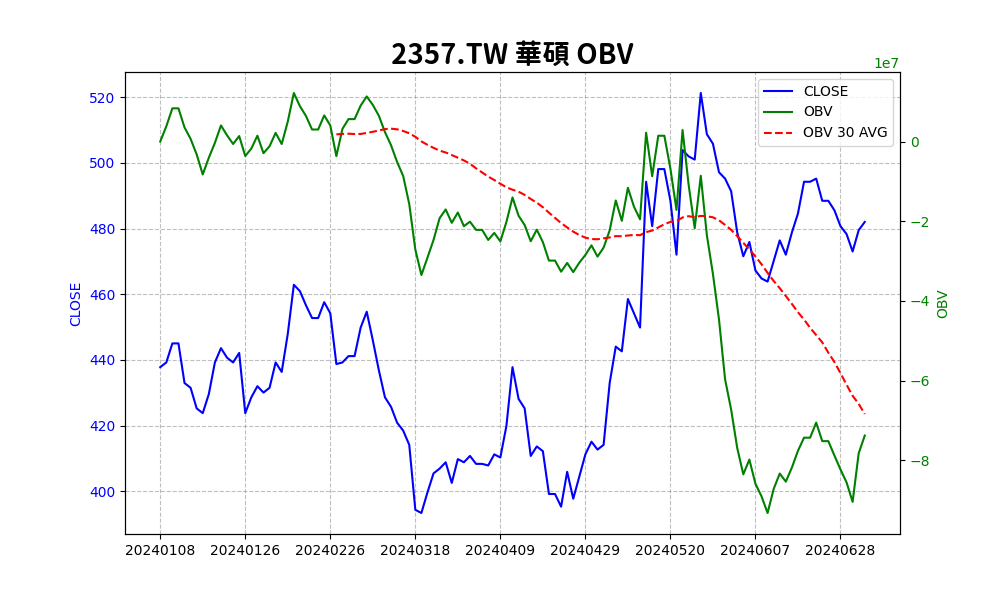 2357.TW 華碩 OBV
1e7
CLOSE
OBV
OBV 30 AVG
520
500
480
460
440
420
400
CLOSE
0
−2
−4
−6
−8
OBV
20240108 20240126 20240226 20240318 20240409 20240429 20240520 20240607 20240628